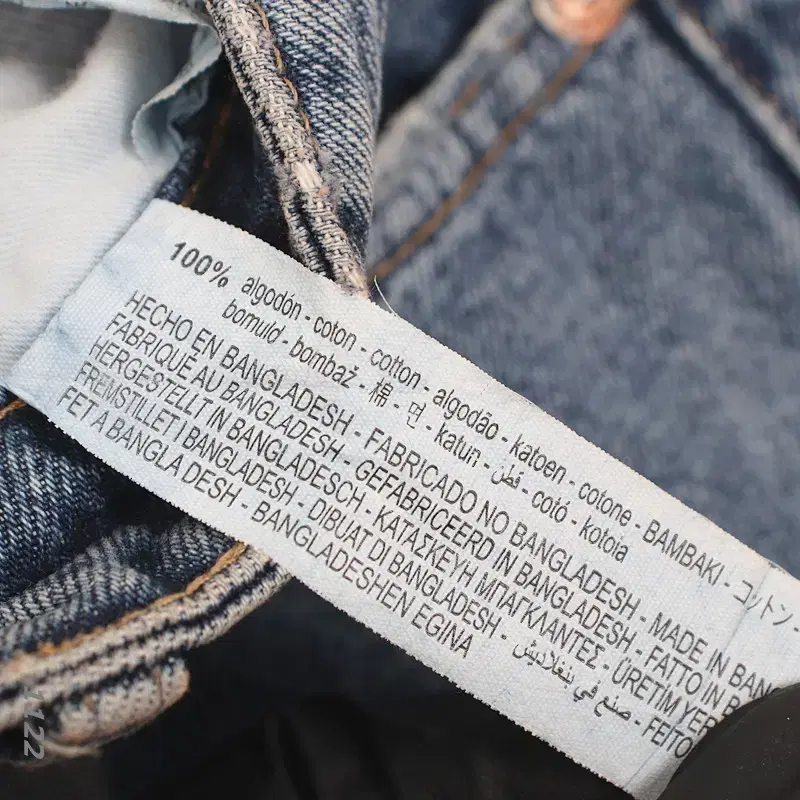 100% algodón - coton - cotton - algodão - katoen - cotone - BAMBAKI - コットン -
bomuld - bombaž - 棉 - 면 - katun - قطن - cotó - kotoia
HECHO EN BANGLADESH - FABRICADO NO BANGLADESH - MADE IN BAN
FABRIQUÉ AU BANGLADESH - GEFABRICEERD IN BANGLADESH - FATTO IN B
HERGESTELLT IN BANGLADESCH - ΚΑΤΑΣΚΕΥΗ ΜΠΑΓΚΛΑΝΤΕΣ - ÜRETİM YER
FREMSTILLET I BANGLADESH - DIBUAT DI BANGLADESH - صنع في بنغلاديش - FEITO
FET A BANGLA DESH - BANGLADESHEN EGINA